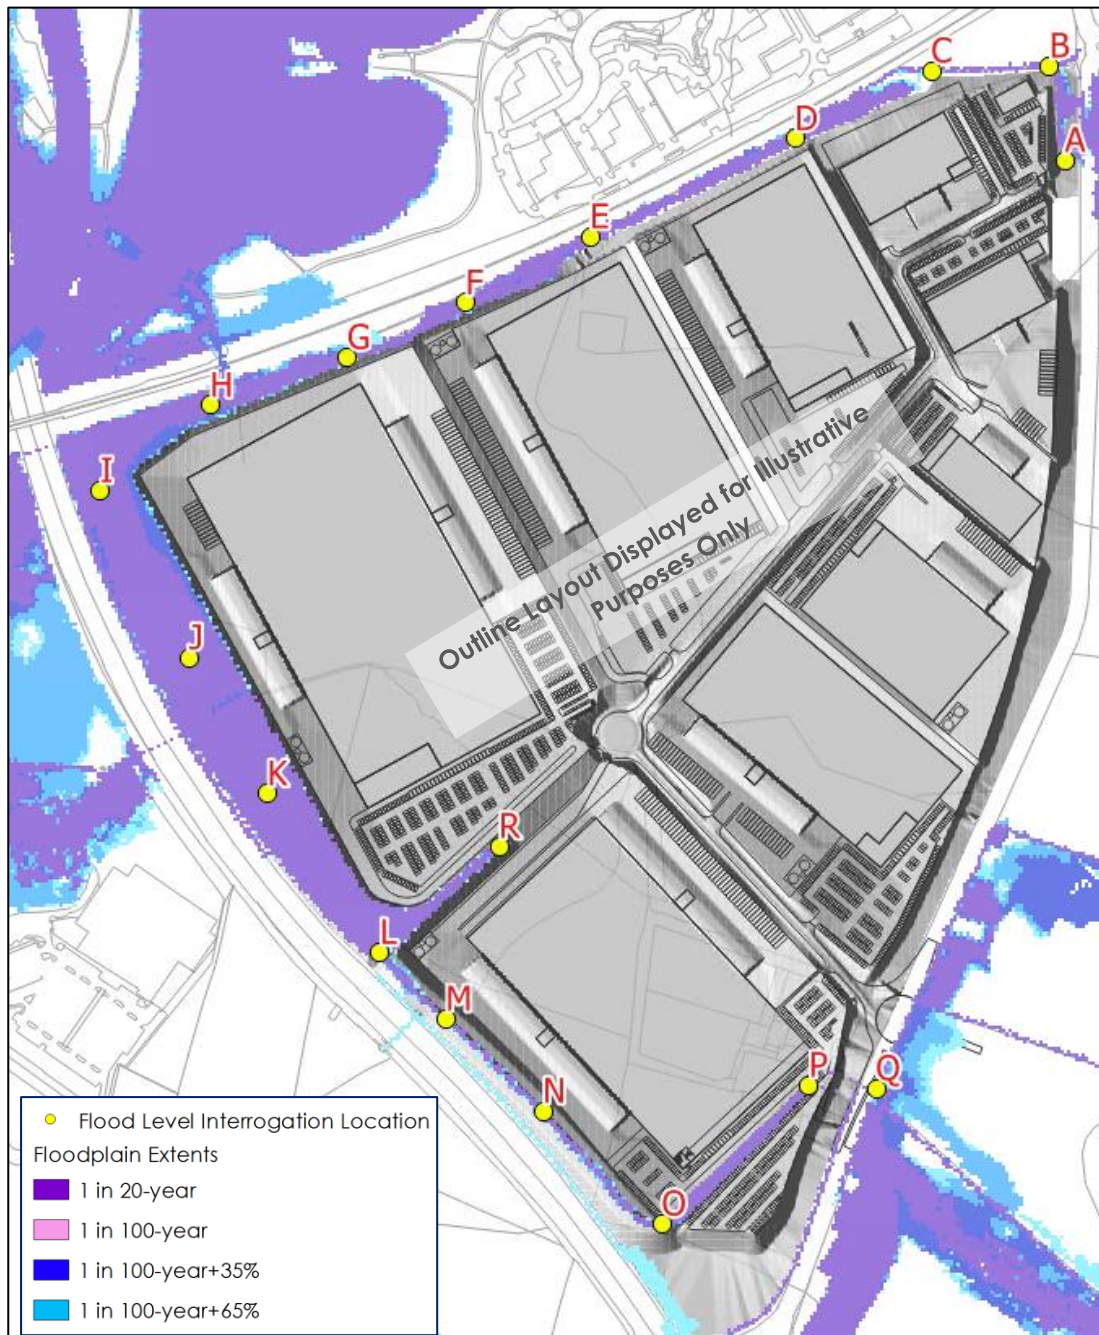 C
B
D
A
E
F
G
H
I
Outline Layout Displayed for Illustrative
Purposes Only
J
K
R
L
M
P
Q
N
O
Flood Level Interrogation Location
Floodplain Extents
1 in 20-year
1 in 100-year
1 in 100-year+35%
1 in 100-year+65%